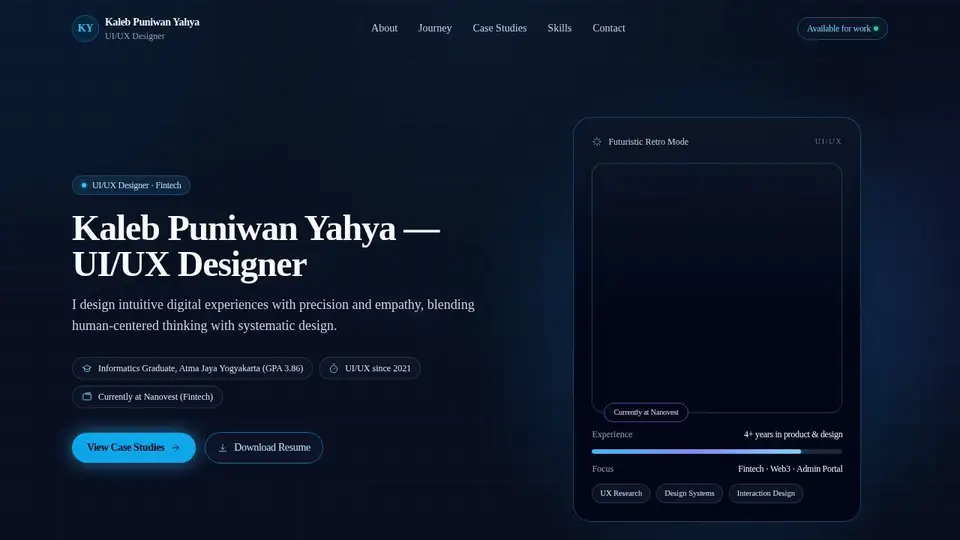 KY
Kaleb Puniwan Yahya
UI/UX Designer
About
Journey
Case Studies
Skills
Contact
Available for work
UI/UX Designer · Fintech
Kaleb Puniwan Yahya —
UI/UX Designer
I design intuitive digital experiences with precision and empathy, blending
human-centered thinking with systematic design.
Informatics Graduate, Atma Jaya Yogyakarta (GPA 3.86)
UI/UX since 2021
Currently at Nanovest (Fintech)
View Case Studies →
Download Resume
Futuristic Retro Mode
UI/UX
Currently at Nanovest
Experience
4+ years in product & design
Focus
Fintech · Web3 · Admin Portal
UX Research
Design Systems
Interaction Design